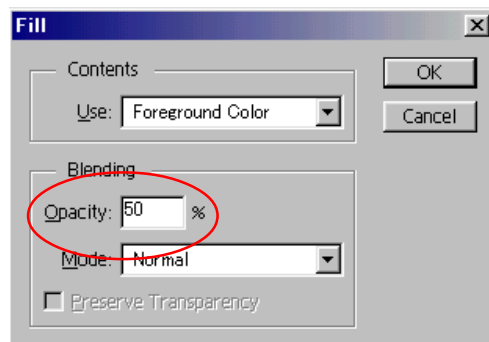 Fill
Contents
OK
Use: Foreground Color
Cancel
Blending
Opacity: 50 %
Mode: Normal
Preserve Transparency